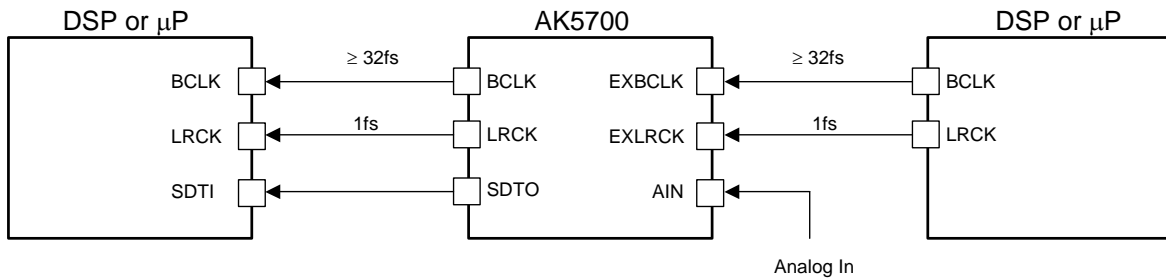 DSP or μP
AK5700
DSP or μP
≥ 32fs
≥ 32fs
BCLK
BCLK
EXBCLK
BCLK
1fs
1fs
LRCK
LRCK
EXLRCK
LRCK
SDTI
SDTO
AIN
Analog In